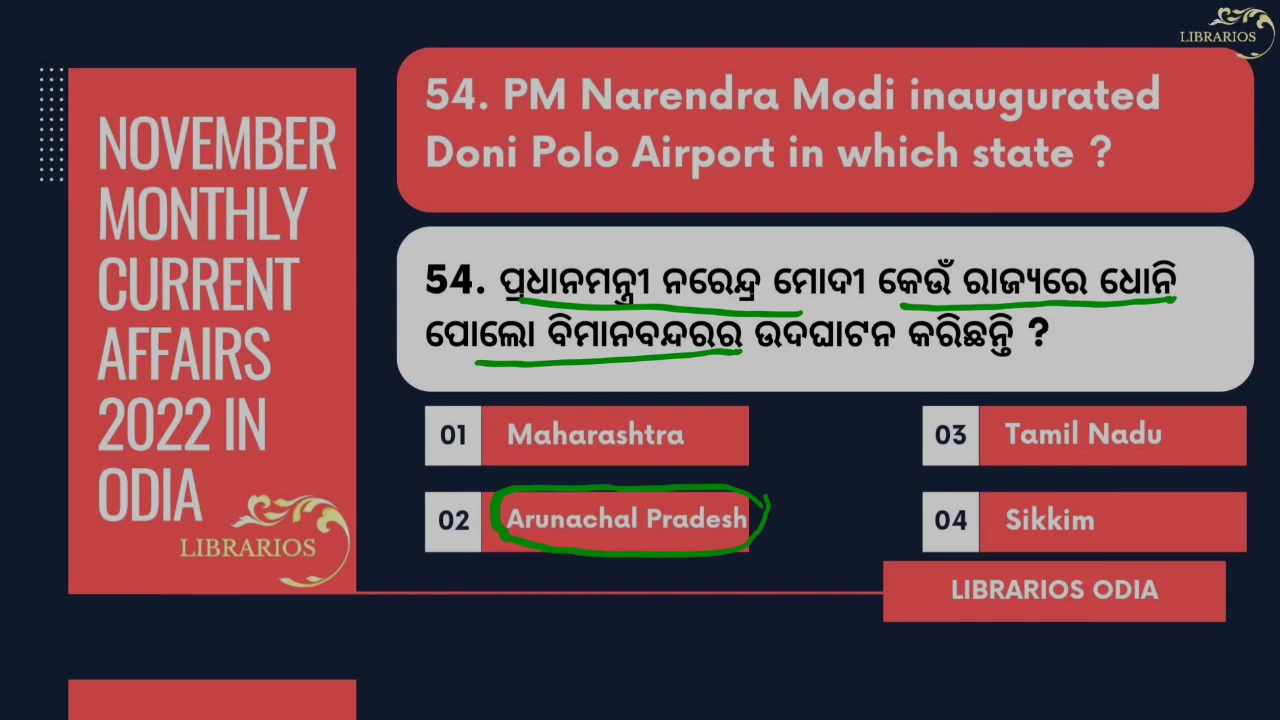 LIBRARIOS
NOVEMBER
MONTHLY
CURRENT
AFFAIRS
2022 IN
ODIA
LIBRARIOS
54. PM Narendra Modi inaugurated
Doni Polo Airport in which state ?
54. ପ୍ରଧାନମନ୍ତ୍ରୀ ନରେନ୍ଦ୍ର ମୋଦୀ କେଉଁ ରାଜ୍ୟରେ ଧୋନି
ପୋଲୋ ବିମାନବନ୍ଦରର ଉଦଘାଟନ କରିଛନ୍ତି ?
01 Maharashtra
02 Arunachal Pradesh
03 Tamil Nadu
04 Sikkim
LIBRARIOS ODIA